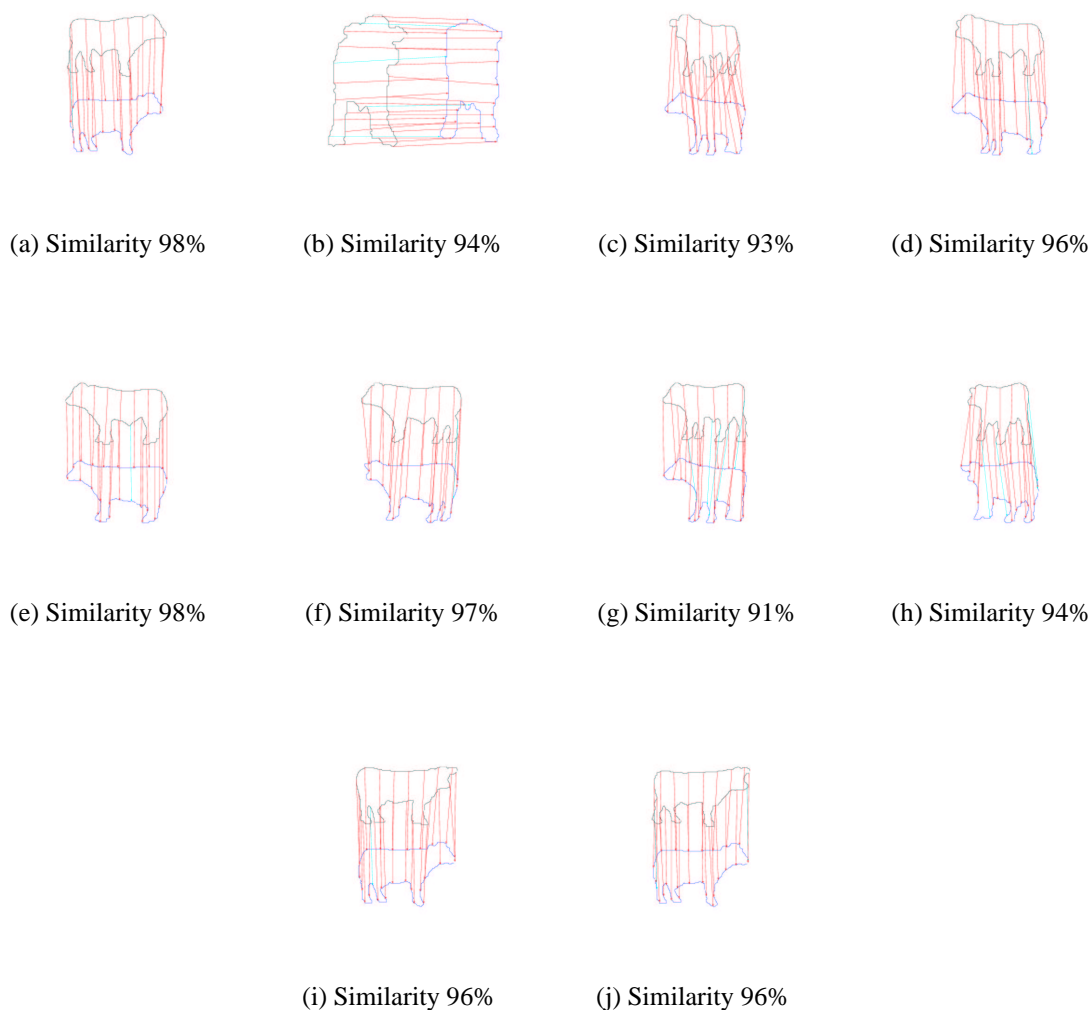 (a) Similarity 98%
(b) Similarity 94%
(c) Similarity 93%
(d) Similarity 96%
(e) Similarity 98%
(f) Similarity 97%
(g) Similarity 91%
(h) Similarity 94%
(i) Similarity 96%
(j) Similarity 96%